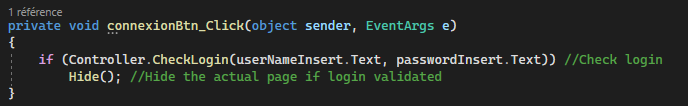 1 référence
private void connexionBtn_Click(object sender, EventArgs e)
{
    if (Controller.CheckLogin(userNameInsert.Text, passwordInsert.Text)) //Check login
        Hide(); //Hide the actual page if login validated
}